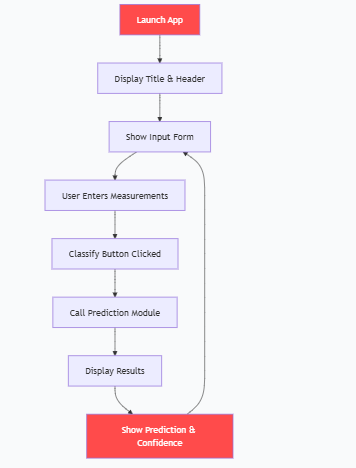 Launch App
Display Title & Header
Show Input Form
User Enters Measurements
Classify Button Clicked
Call Prediction Module
Display Results
Show Prediction &
Confidence